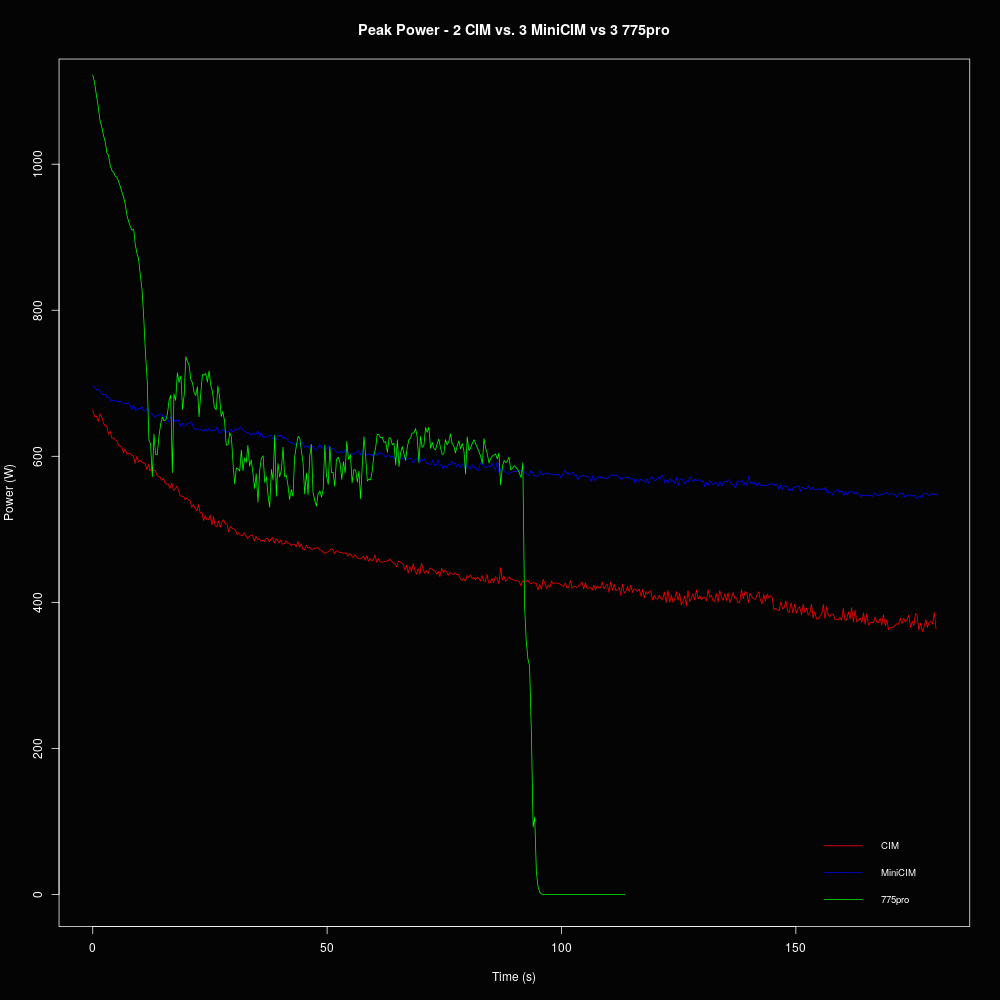 Peak Power - 2 CIM vs. 3 MiniCIM vs 3 775pro
Power (W)
1000
800
600
400
200
0
CIM
MiniCIM
775pro
0 50 100 150
Time (s)